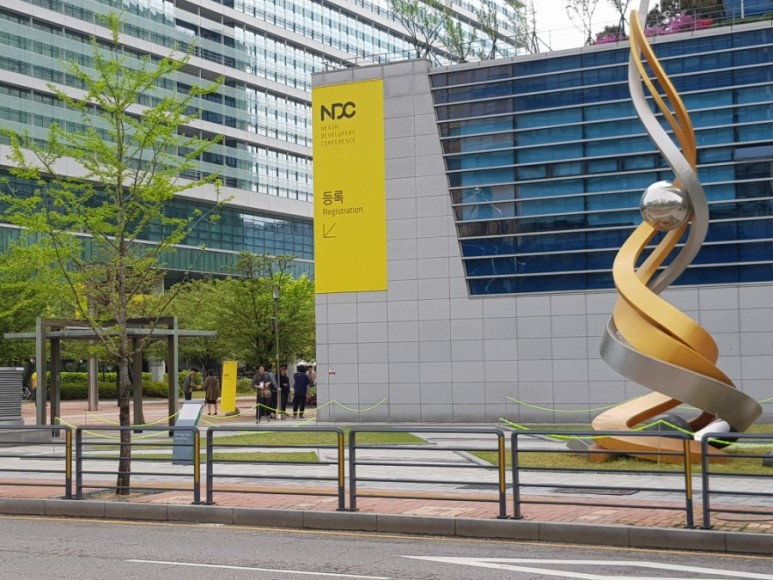 NDC
NEXON
DEVELOPERS
CONFERENCE
등록
Registration